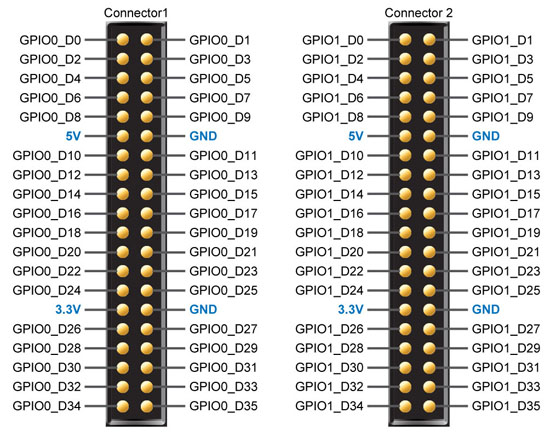 Connector1 Connector 2
GPIO0_D0 GPIO0_D1 GPIO1_D0 GPIO1_D1
GPIO0_D2 GPIO0_D3 GPIO1_D2 GPIO1_D3
GPIO0_D4 GPIO0_D5 GPIO1_D4 GPIO1_D5
GPIO0_D6 GPIO0_D7 GPIO1_D6 GPIO1_D7
GPIO0_D8 GPIO0_D9 GPIO1_D8 GPIO1_D9
5V GND 5V GND
GPIO0_D10 GPIO0_D11 GPIO1_D10 GPIO1_D11
GPIO0_D12 GPIO0_D13 GPIO1_D12 GPIO1_D13
GPIO0_D14 GPIO0_D15 GPIO1_D14 GPIO1_D15
GPIO0_D16 GPIO0_D17 GPIO1_D16 GPIO1_D17
GPIO0_D18 GPIO0_D19 GPIO1_D18 GPIO1_D19
GPIO0_D20 GPIO0_D21 GPIO1_D20 GPIO1_D21
GPIO0_D22 GPIO0_D23 GPIO1_D22 GPIO1_D23
GPIO0_D24 GPIO0_D25 GPIO1_D24 GPIO1_D25
3.3V GND 3.3V GND
GPIO0_D26 GPIO0_D27 GPIO1_D26 GPIO1_D27
GPIO0_D28 GPIO0_D29 GPIO1_D28 GPIO1_D29
GPIO0_D30 GPIO0_D31 GPIO1_D30 GPIO1_D31
GPIO0_D32 GPIO0_D33 GPIO1_D32 GPIO1_D33
GPIO0_D34 GPIO0_D35 GPIO1_D34 GPIO1_D35